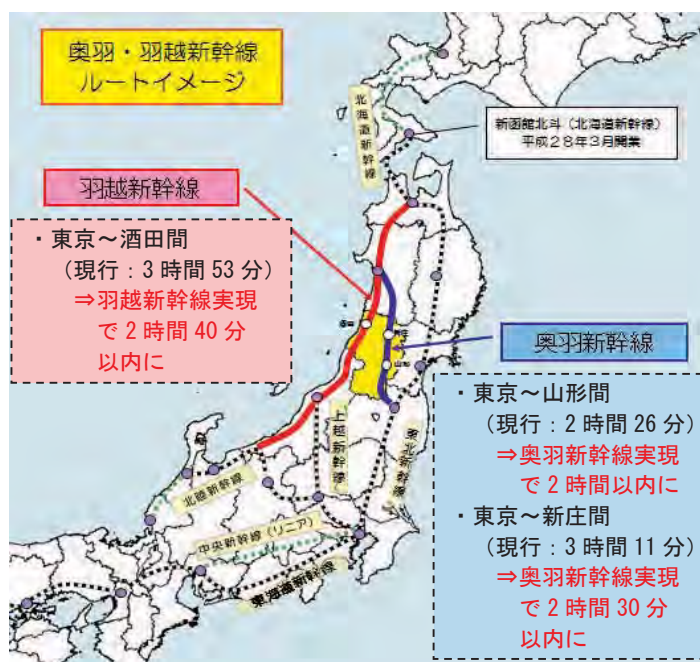 奥羽・羽越新幹線
ルートイメージ
北海道新幹線
新函館北斗（北海道新幹線）
平成２８年３月開業
羽越新幹線
・東京～酒田間
（現行：３時間 53 分）
⇒羽越新幹線実現
で２時間 40 分
以内に
酒田
新庄
山形
奥羽新幹線
・東京～山形間
（現行：２時間 26 分）
⇒奥羽新幹線実現
で２時間以内に
・東京～新庄間
（現行：３時間 11 分）
⇒奥羽新幹線実現
で２時間 30 分
以内に
上越新幹線
東北新幹線
北陸新幹線
中央新幹線（リニア）
東海道新幹線